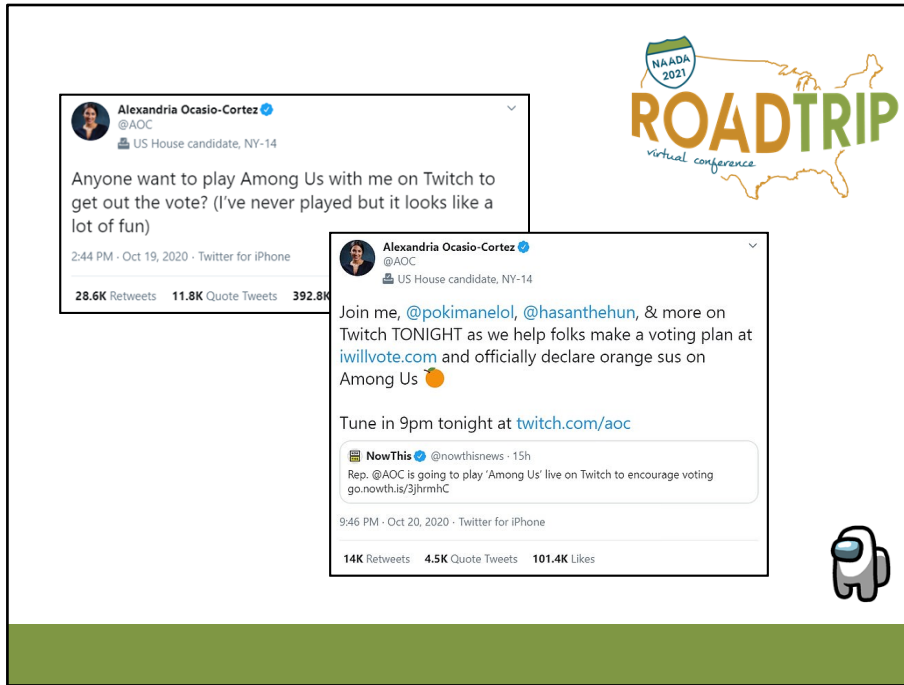 NAADA
2021
ROADTRIP
virtual conference
Alexandria Ocasio-Cortez
@AOC
US House candidate, NY-14
Anyone want to play Among Us with me on Twitch to
get out the vote? (I've never played but it looks like a
lot of fun)
2:44 PM · Oct 19, 2020 · Twitter for iPhone
28.6K Retweets 11.8K Quote Tweets 392.8K
Alexandria Ocasio-Cortez
@AOC
US House candidate, NY-14
Join me, @pokimanelol, @hasanthehun, & more on
Twitch TONIGHT as we help folks make a voting plan at
iwillvote.com and officially declare orange sus on
Among Us 🍊
Tune in 9pm tonight at twitch.com/aoc
NowThis @nowthisnews · 15h
Rep. @AOC is going to play 'Among Us' live on Twitch to encourage voting
go.nowth.is/3jhrmhC
9:46 PM · Oct 20, 2020 · Twitter for iPhone
14K Retweets 4.5K Quote Tweets 101.4K Likes